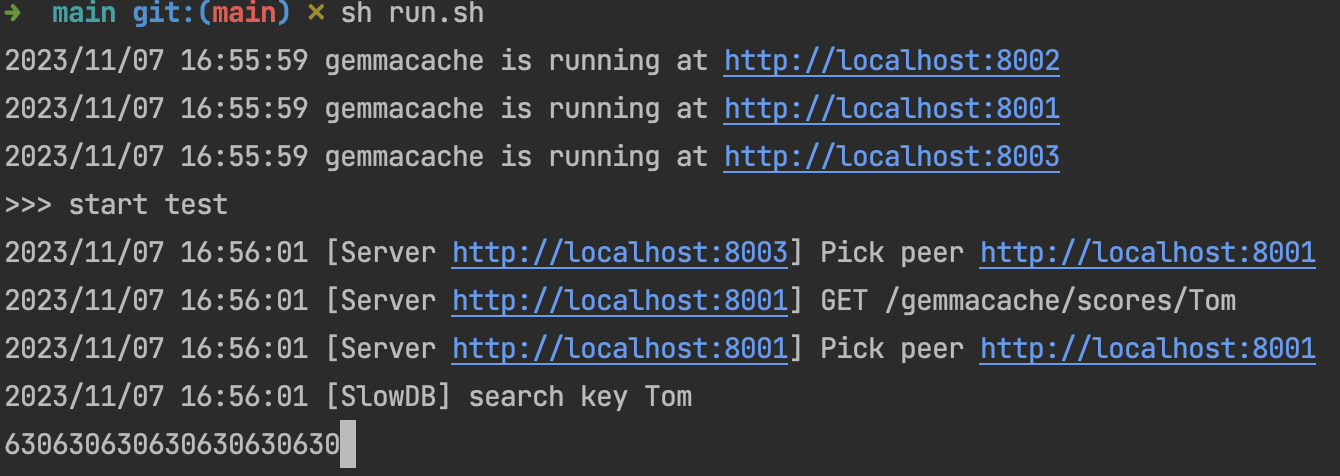 ➜ main git:(main) ✗ sh run.sh
2023/11/07 16:55:59 gemmacache is running at http://localhost:8002
2023/11/07 16:55:59 gemmacache is running at http://localhost:8001
2023/11/07 16:55:59 gemmacache is running at http://localhost:8003
>>> start test
2023/11/07 16:56:01 [Server http://localhost:8003] Pick peer http://localhost:8001
2023/11/07 16:56:01 [Server http://localhost:8001] GET /gemmacache/scores/Tom
2023/11/07 16:56:01 [Server http://localhost:8001] Pick peer http://localhost:8001
2023/11/07 16:56:01 [SlowDB] search key Tom
630630630630630630630